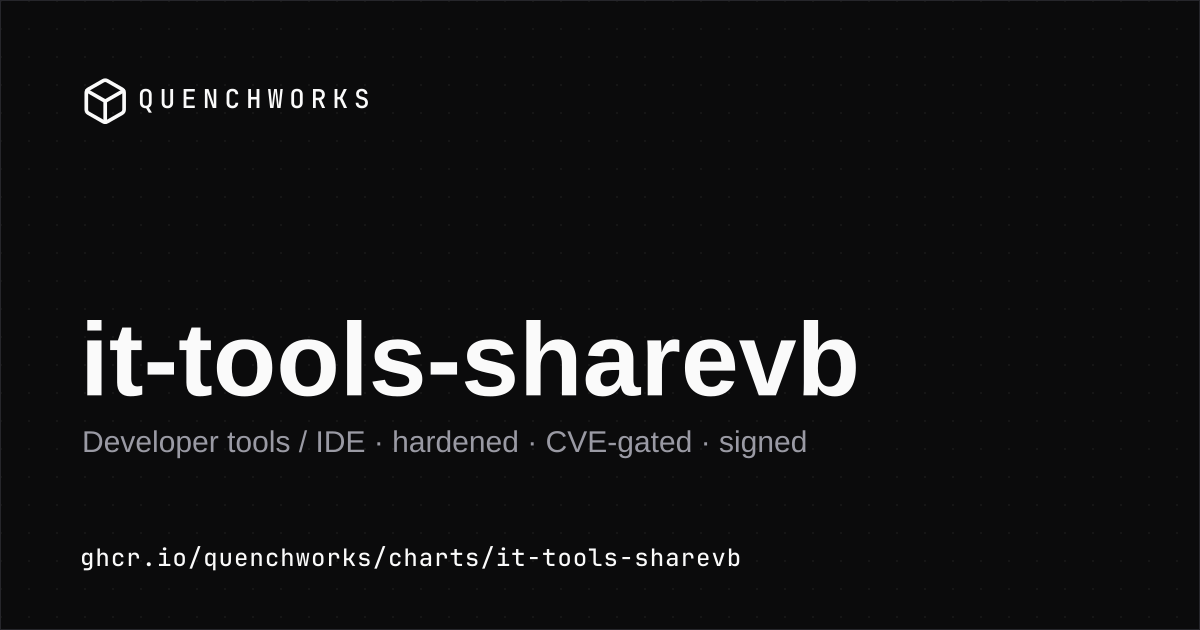 QUENCHWORKS
it-tools-sharevb
Developer tools / IDE · hardened · CVE-gated · signed
ghcr.io/quenchworks/charts/it-tools-sharevb